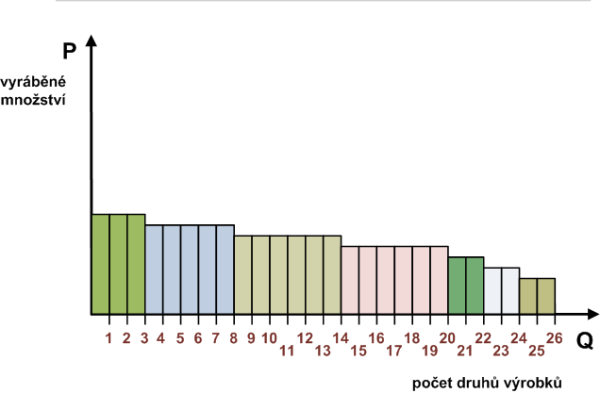 P
vyráběné
množství
1 2 3 4 5 6 7 8 9 10 12 14 16 18 20 22 24 26
11 13 15 17 19 21 23 25
Q
počet druhů výrobků